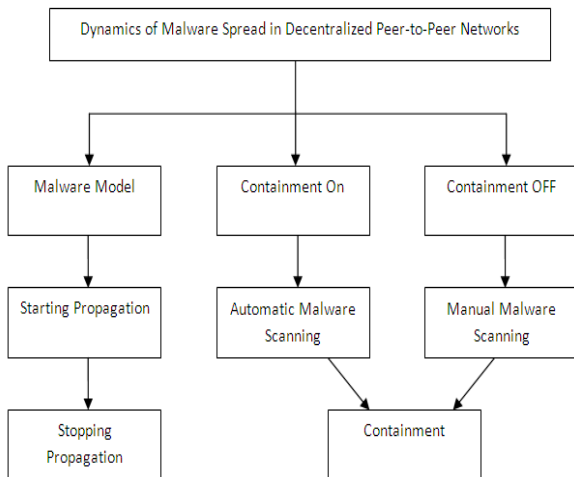 Dynamics of Malware Spread in Decentralized Peer-to-Peer Networks
Malware Model
Containment On
Containment OFF
Starting Propagation
Automatic Malware
Scanning
Manual Malware
Scanning
Stopping
Propagation
Containment